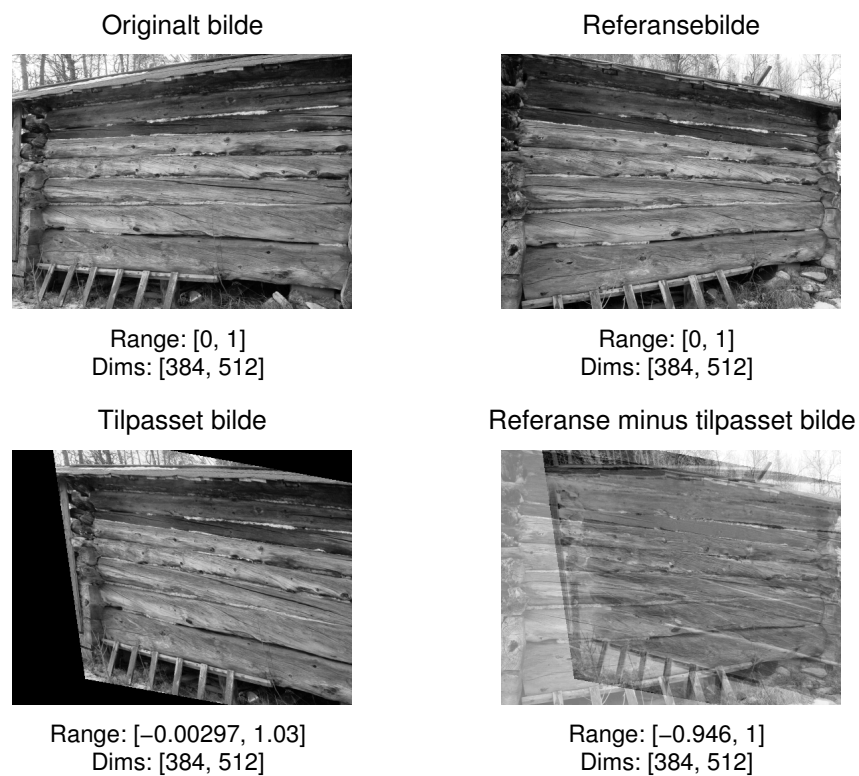 Originalt bilde
Referansebilde
Range: [0, 1]
Dims: [384, 512]
Range: [0, 1]
Dims: [384, 512]
Tilpasset bilde
Referanse minus tilpasset bilde
Range: [−0.00297, 1.03]
Dims: [384, 512]
Range: [−0.946, 1]
Dims: [384, 512]